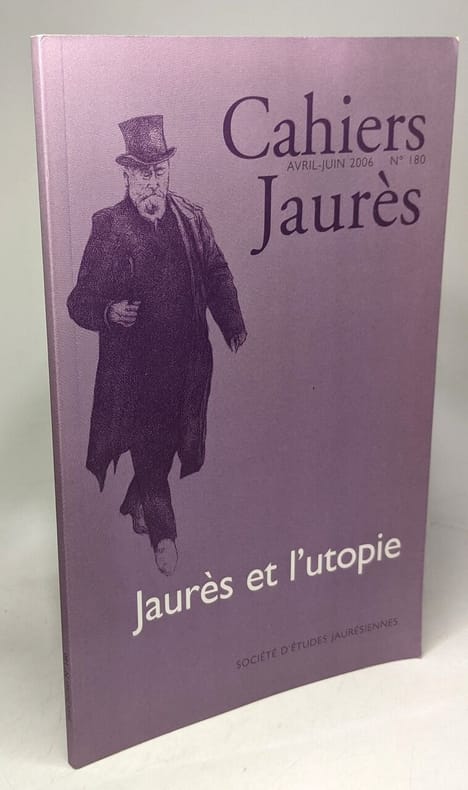 Cahiers
AVRIL-JUIN 2006 N° 180
Jaurès
Jaurès et l'utopie
SOCIÉTÉ D'ÉTUDES JAURÉSIENNES